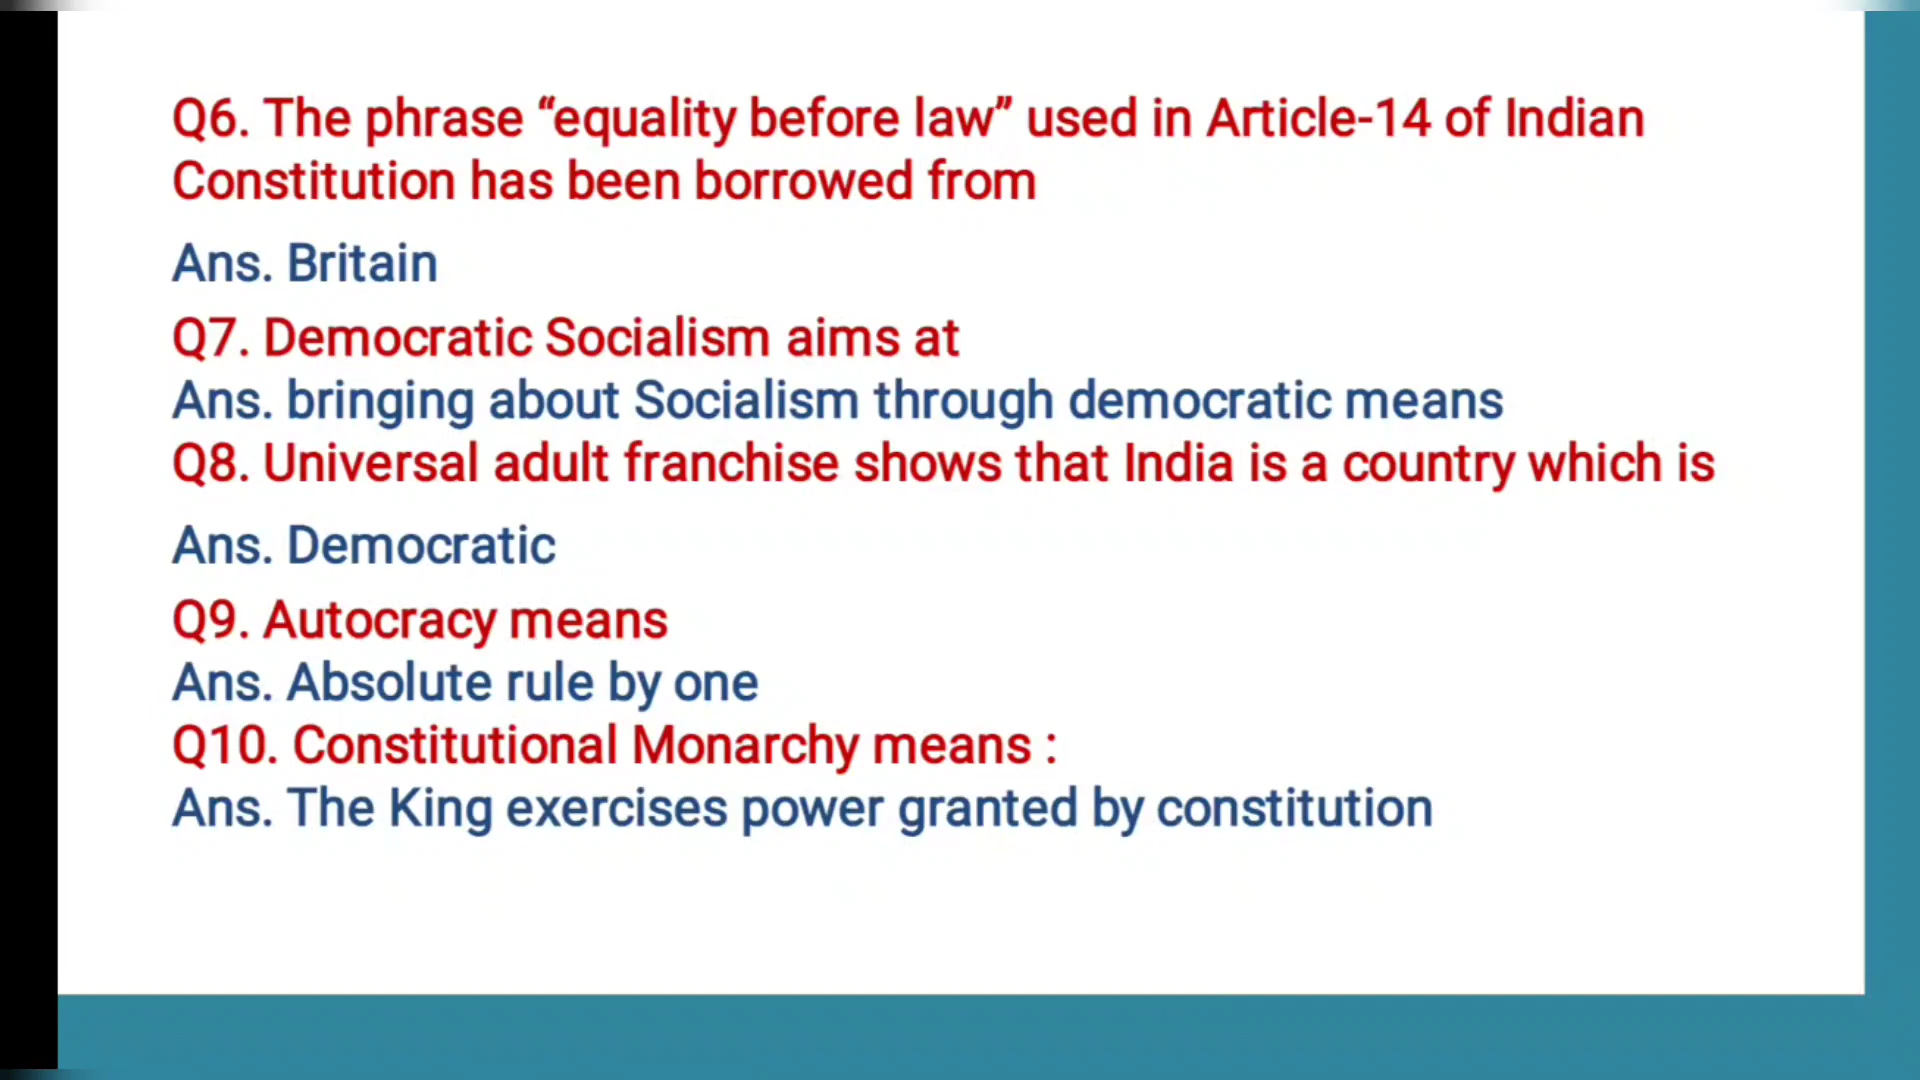 Q6. The phrase “equality before law” used in Article-14 of Indian
Constitution has been borrowed from
Ans. Britain
Q7. Democratic Socialism aims at
Ans. bringing about Socialism through democratic means
Q8. Universal adult franchise shows that India is a country which is
Ans. Democratic
Q9. Autocracy means
Ans. Absolute rule by one
Q10. Constitutional Monarchy means :
Ans. The King exercises power granted by constitution